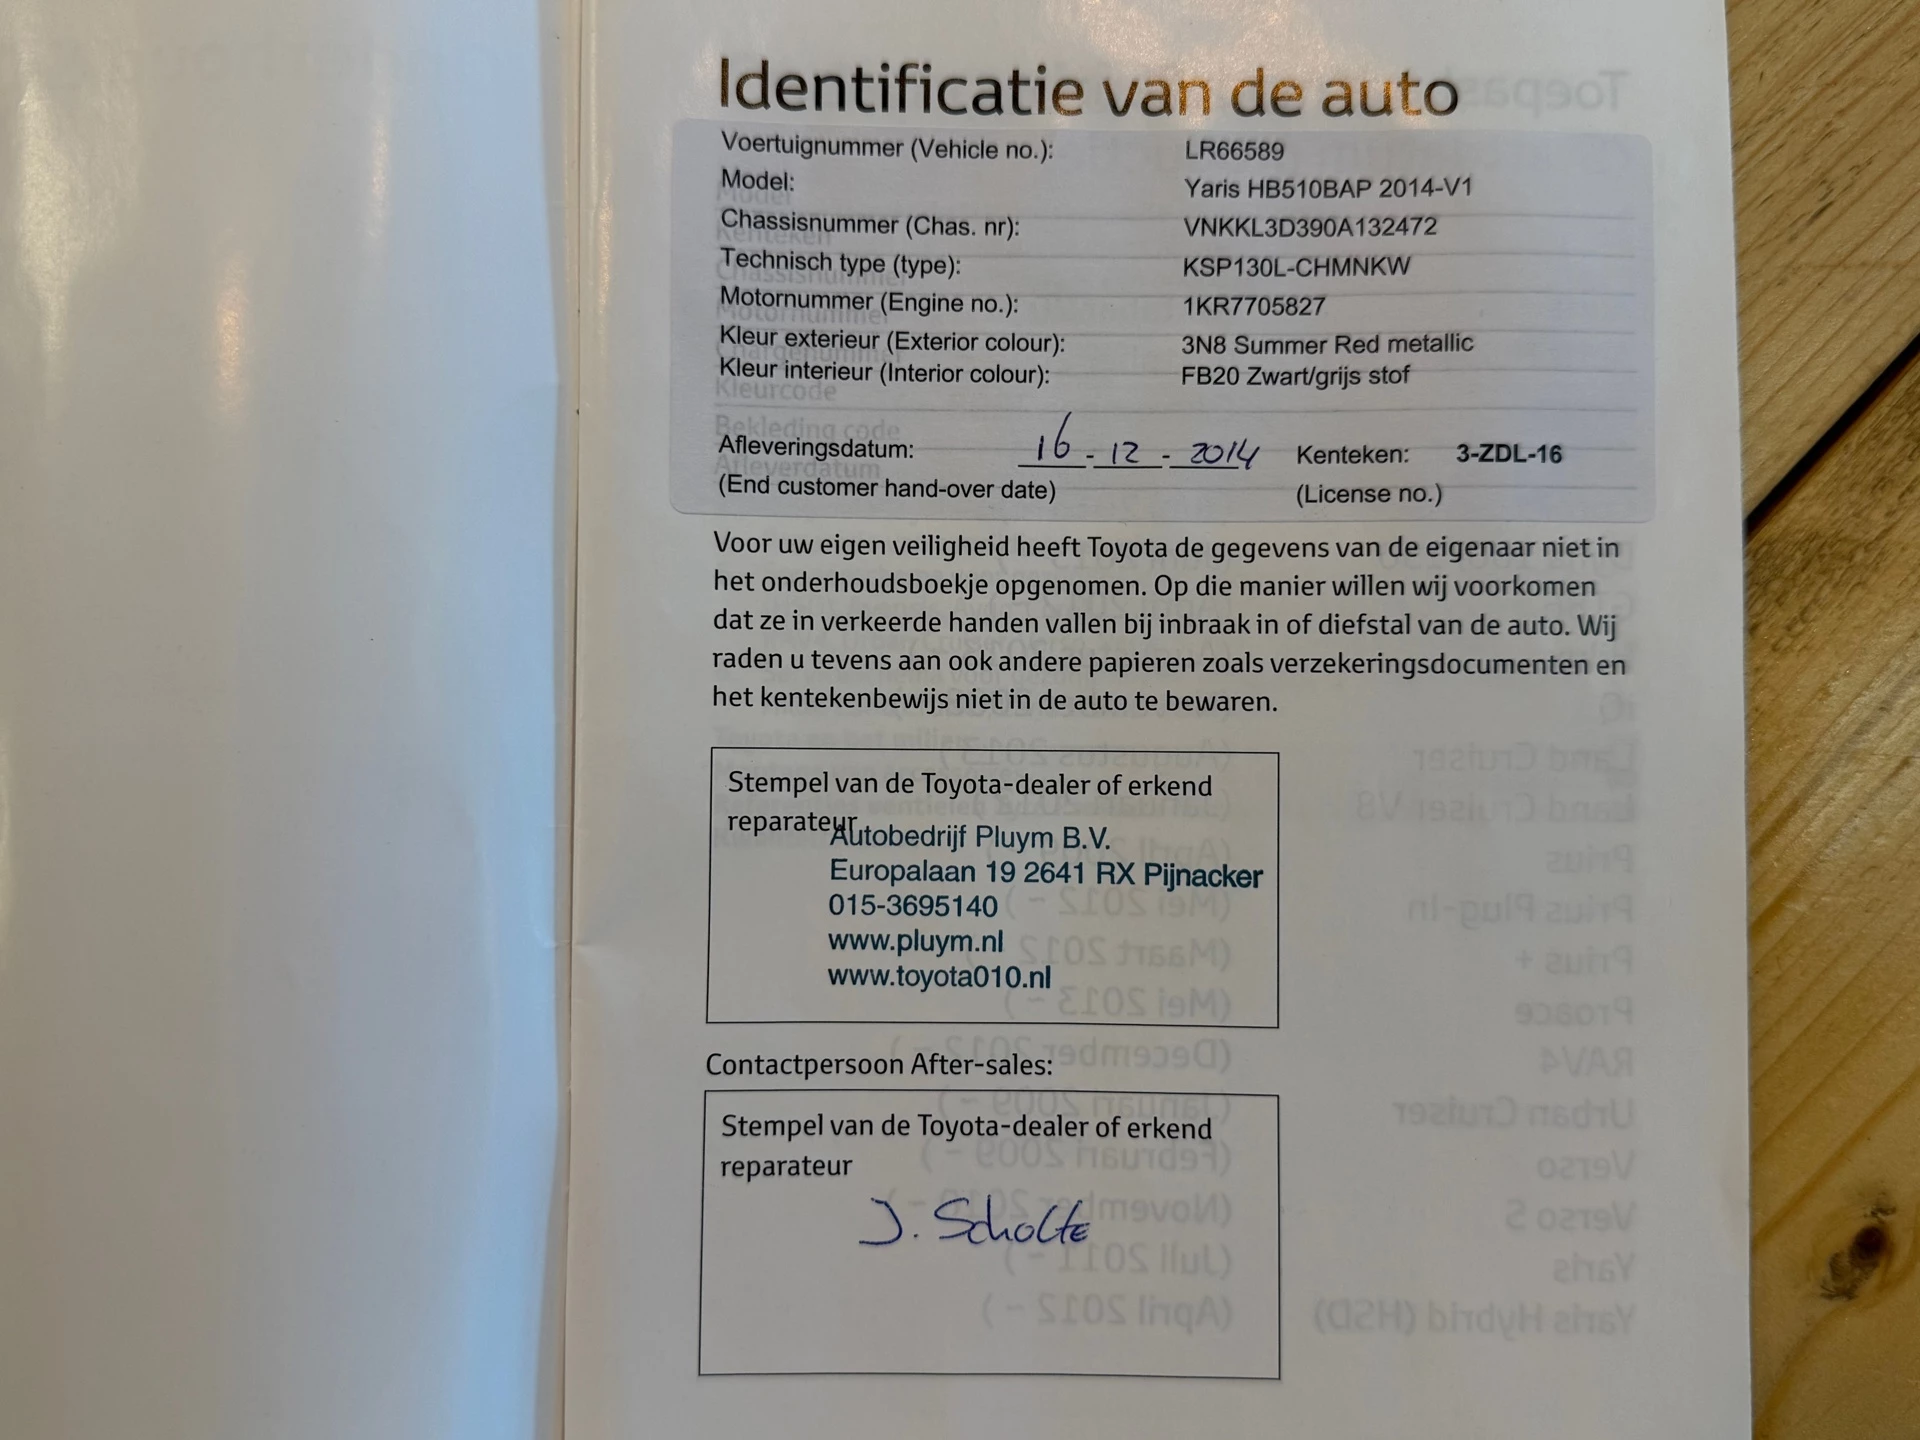 Identificatie van de auto
Voertuignummer (Vehicle no.): LR66589
Model: Yaris HB510BAP 2014-V1
Chassisnummer (Chas. nr): VNKKL3D390A132472
Technisch type (type): KSP130L-CHMNKW
Motornummer (Engine no.): 1KR7705827
Kleur exterieur (Exterior colour): 3N8 Summer Red metallic
Kleur interieur (Interior colour): FB20 Zwart/grijs stof
Afleveringsdatum: 16 - 12 - 2014 Kenteken: 3-ZDL-16
(End customer hand-over date) (License no.)
Voor uw eigen veiligheid heeft Toyota de gegevens van de eigenaar niet in
het onderhoudsboekje opgenomen. Op die manier willen wij voorkomen
dat ze in verkeerde handen vallen bij inbraak in of diefstal van de auto. Wij
raden u tevens aan ook andere papieren zoals verzekeringsdocumenten en
het kentekenbewijs niet in de auto te bewaren.
Stempel van de Toyota-dealer of erkend
reparateur
Autobedrijf Pluym B.V.
Europalaan 19 2641 RX Pijnacker
015-3695140
www.pluym.nl
www.toyota010.nl
Contactpersoon After-sales:
Stempel van de Toyota-dealer of erkend
reparateur
J. Scholte